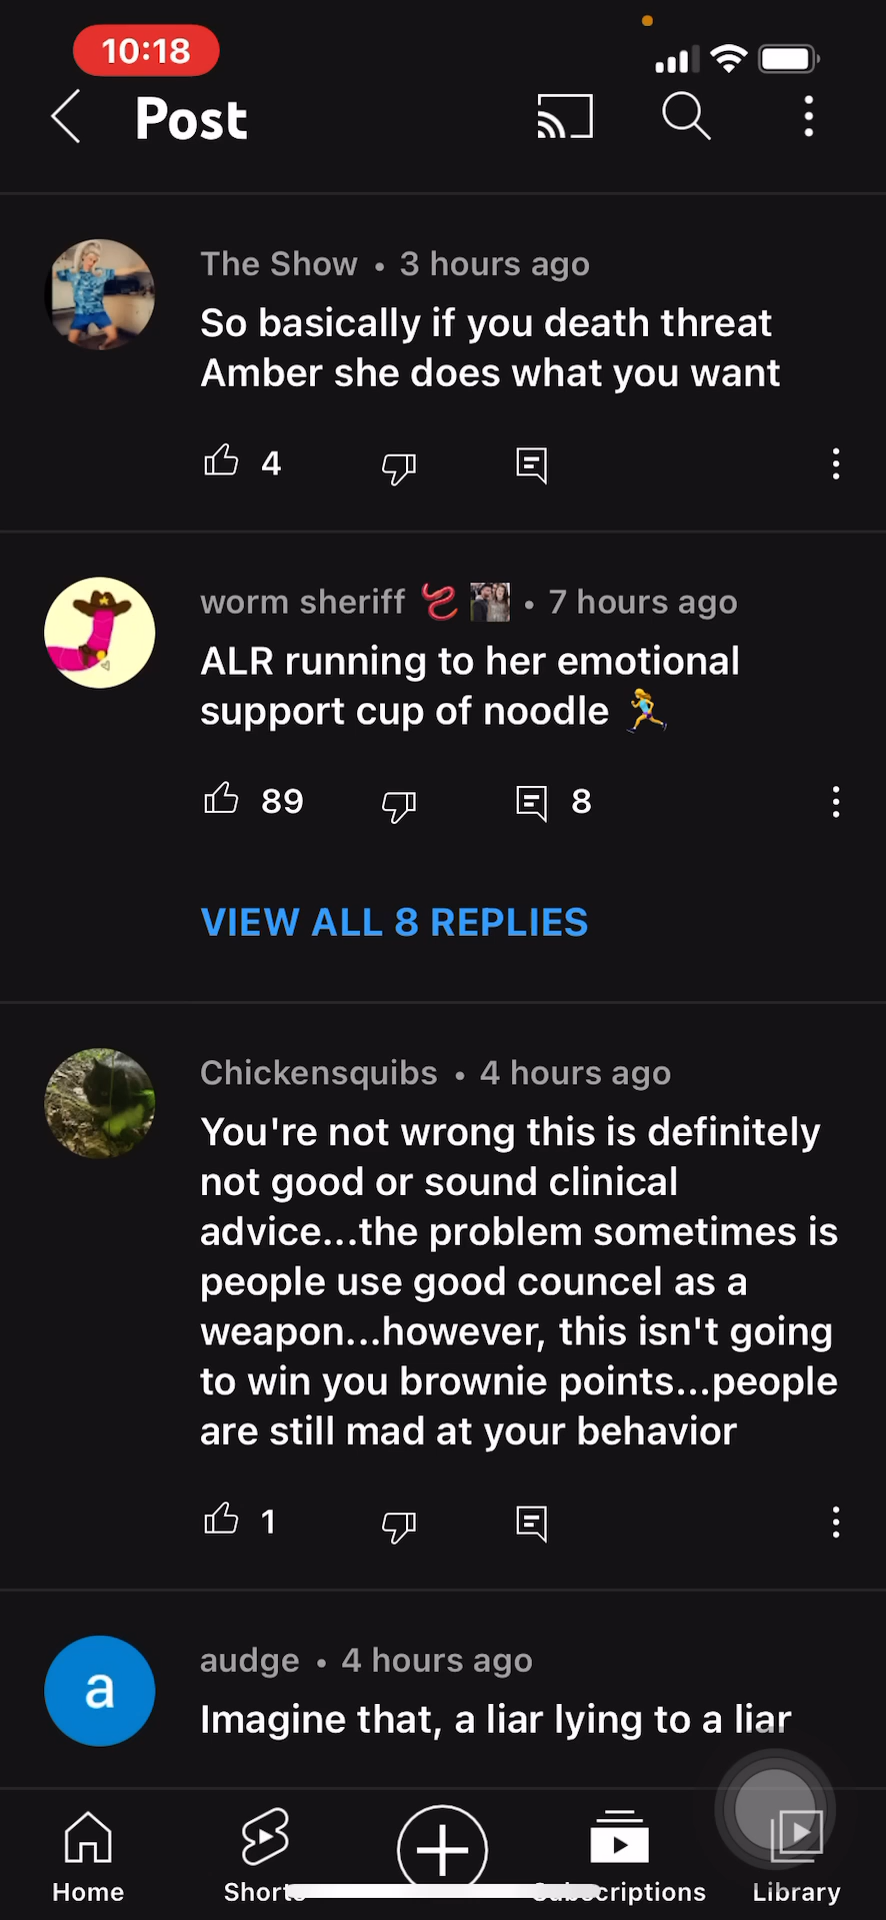 10:18
Post
The Show • 3 hours ago
So basically if you death threat
Amber she does what you want
4
worm sheriff • 7 hours ago
ALR running to her emotional
support cup of noodle
89
8
VIEW ALL 8 REPLIES
Chickensquibs • 4 hours ago
You're not wrong this is definitely
not good or sound clinical
advice...the problem sometimes is
people use good councel as a
weapon...however, this isn't going
to win you brownie points...people
are still mad at your behavior
1
a
audge • 4 hours ago
Imagine that, a liar lying to a liar
Home Shorts Subscriptions Library